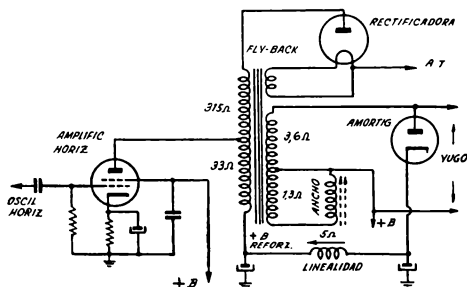 RECTIFICADORA
FLY-BACK
A T
315Ω
AMPLIFIC
HORIZ
33Ω
3,6Ω
AMORTIG
YUGO
1,3Ω
ANCHO
OSCIL
HORIZ
+B
+B
REFORZ.
5Ω
LINEALIDAD
+B